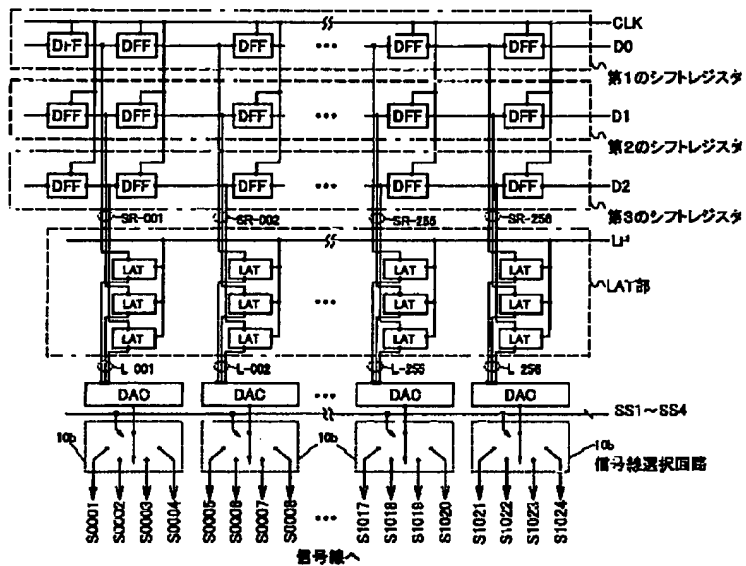 CLK
DFF DFF DFF ••• DFF DFF D0
第1のシフトレジスタ
DFF DFF DFF ••• DFF DFF D1
第2のシフトレジスタ
DFF DFF DFF ••• DFF DFF D2
SR-001 SR-002 SR-255 SR-256 第3のシフトレジスタ
LAT LAT LAT LAT
LAT LAT ••• LAT LAT LAT部
LAT LAT LAT LAT
L-001 L-002 L-255 L-256
DAC DAC ••• DAC DAC
SS1～SS4
10b 10b 10b
信号線選択回路
S0001 S0002 S0003 S0004 S0005 S0006 S0007 S0008 ••• S1017 S1018 S1019 S1020 S1021 S1022 S1023 S1024
信号線へ